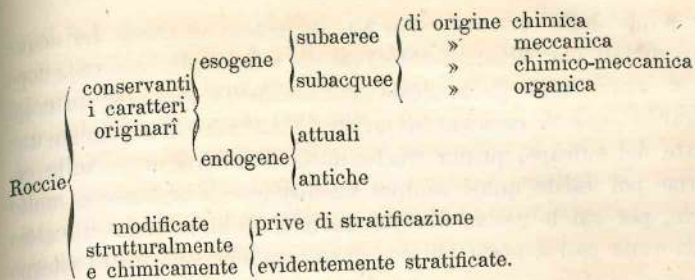 di origine chimica
subaeree
» meccanica
esogene
» chimico-meccanica
conservanti
subacquee
» organica
i caratteri
originarî
attuali
endogene
antiche
Roccie
modificate
prive di stratificazione
strutturalmente
e chimicamente
evidentemente stratificate.